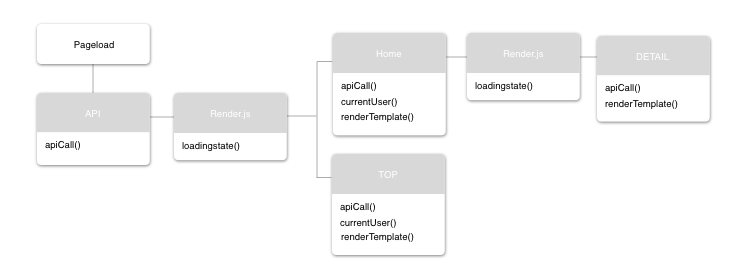 Pageload
API
apiCall()
Render.js
loadingstate()
Home
apiCall()
currentUser()
renderTemplate()
TOP
apiCall()
currentUser()
renderTemplate()
Render.js
loadingstate()
DETAIL
apiCall()
renderTemplate()